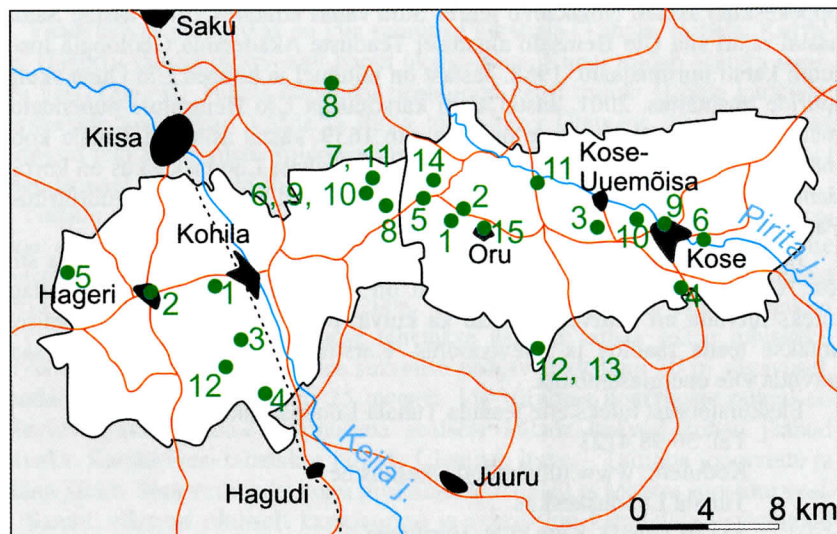 Saku
8
Kiisa
7, 11
14
11
Kose-
Uuemõisa
6, 9, 10
5
2
8
1
15
3
10
9
6
Pirita j.
Kohila
Oru
Kose
5
Hageri
2
1
4
3
12
4
12, 13
Keila j.
Hagudi
Juuru
0
4
8 km